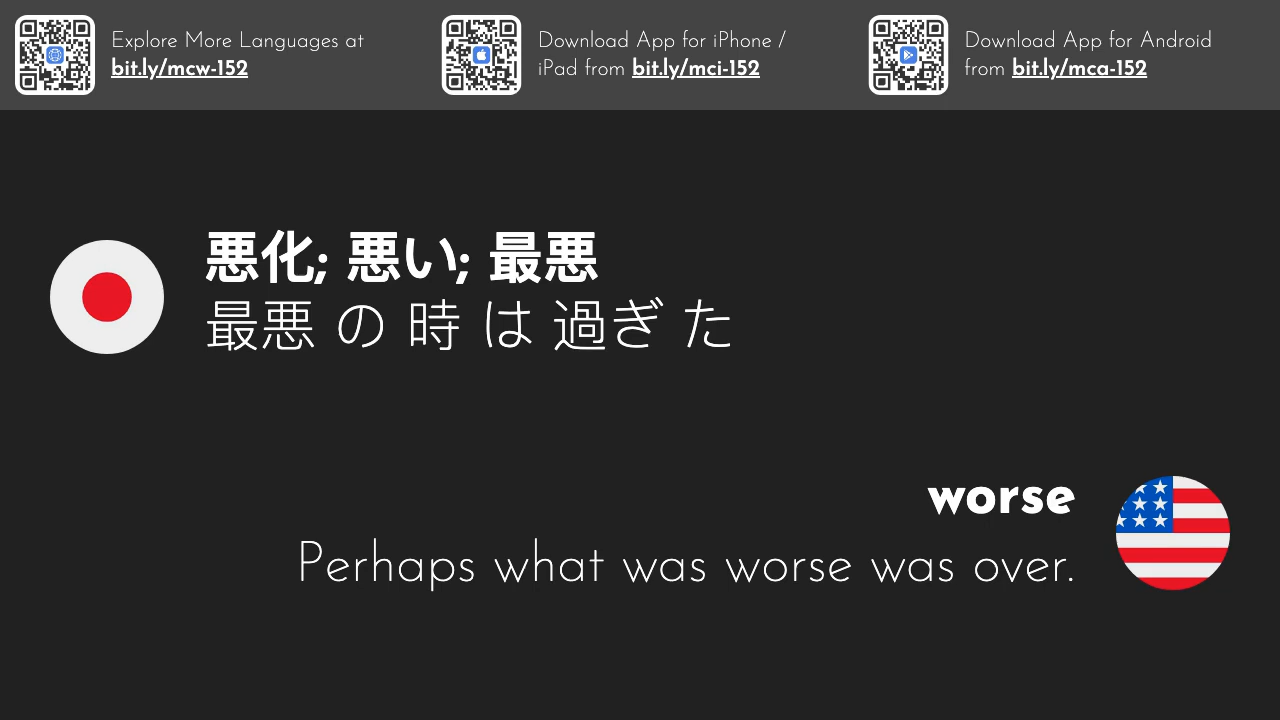 Explore More Languages at
bit.ly/mcw-152
Download App for iPhone /
iPad from bit.ly/mci-152
Download App for Android
from bit.ly/mca-152
悪化; 悪い; 最悪
最悪 の 時 は 過ぎ た
worse
Perhaps what was worse was over.